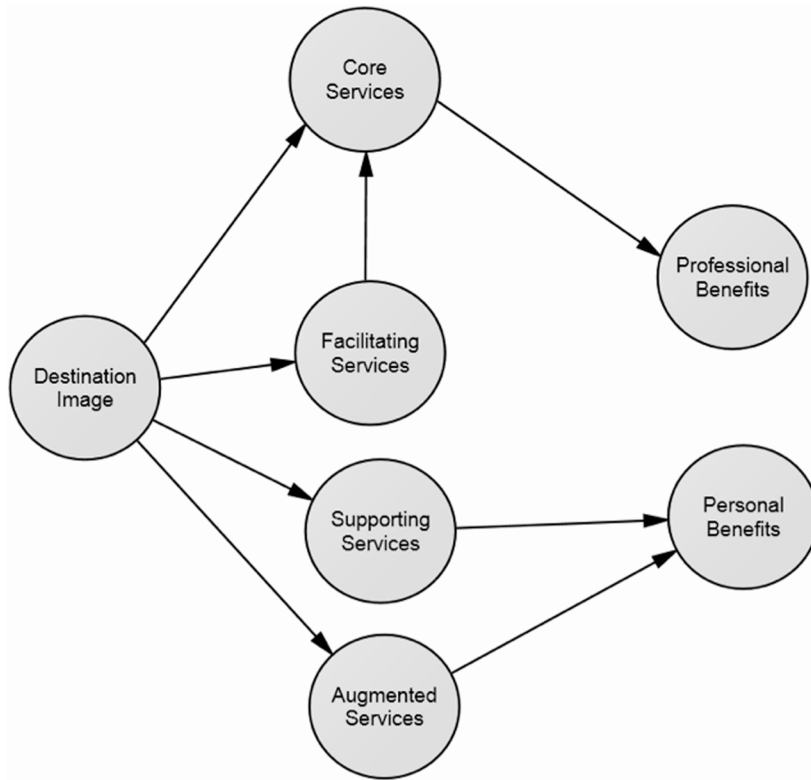 Core
Services
Professional
Benefits
Facilitating
Services
Destination
Image
Supporting
Services
Personal
Benefits
Augmented
Services